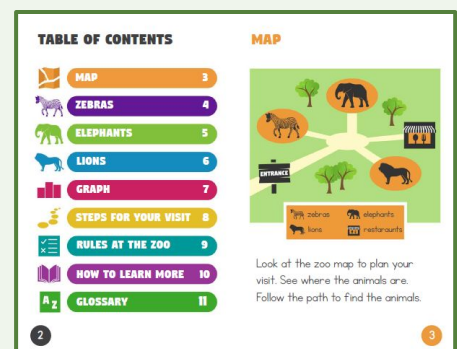 TABLE OF CONTENTS
MAP 3
ZEBRAS 4
ELEPHANTS 5
LIONS 6
GRAPH 7
STEPS FOR YOUR VISIT 8
RULES AT THE ZOO 9
HOW TO LEARN MORE 10
A Z GLOSSARY 11
2
MAP
ENTRANCE
zebras elephants
lions restaraunts
Look at the zoo map to plan your
visit. See where the animals are.
Follow the path to find the animals.
3